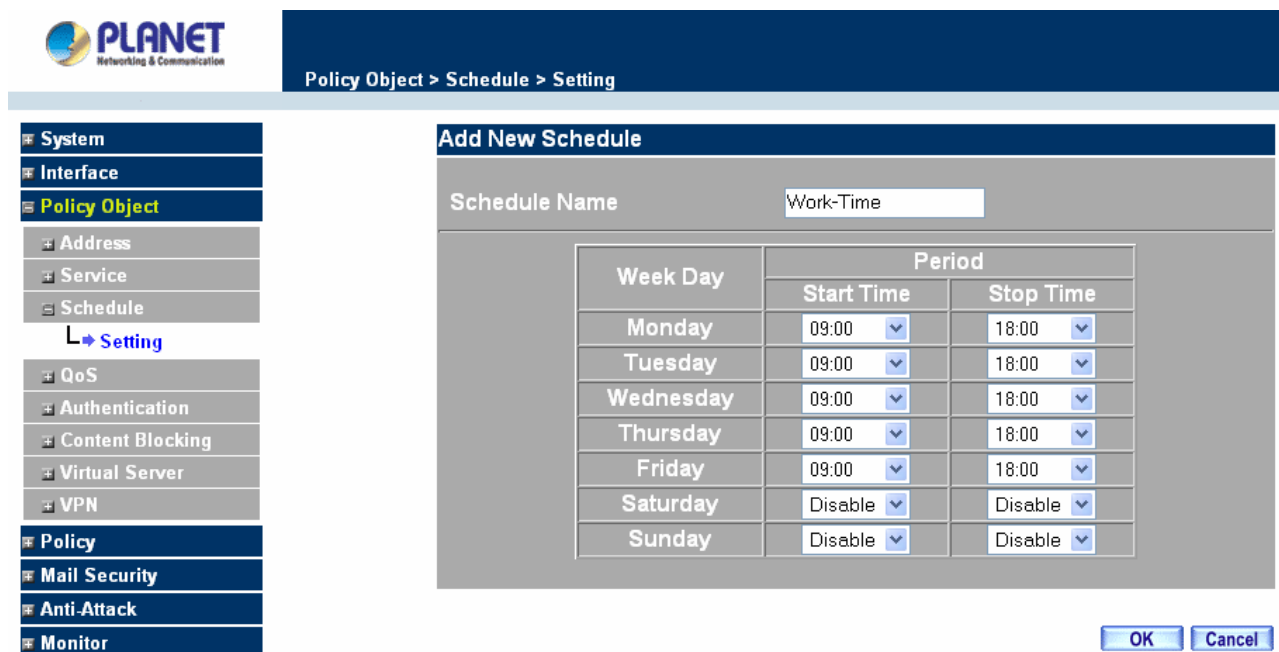 PLANET
Networking & Communication
Policy Object > Schedule > Setting
System
Interface
Policy Object
Address
Service
Schedule
Setting
QoS
Authentication
Content Blocking
Virtual Server
VPN
Policy
Mail Security
Anti-Attack
Monitor
Add New Schedule
Schedule Name Work-Time
Week Day Period
Start Time Stop Time
Monday 09:00 18:00
Tuesday 09:00 18:00
Wednesday 09:00 18:00
Thursday 09:00 18:00
Friday 09:00 18:00
Saturday Disable Disable
Sunday Disable Disable
OK Cancel